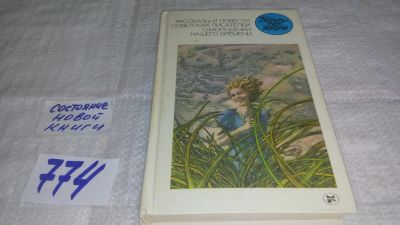 РАССКАЗЫ И ПОВЕСТИ
СОВЕТСКИХ ПИСАТЕЛЕЙ
О МОЛОДЕЖИ
НАШЕГО ВРЕМЕНИ
СОСТОЯНИЕ
НОВОЙ
КНИГИ
774